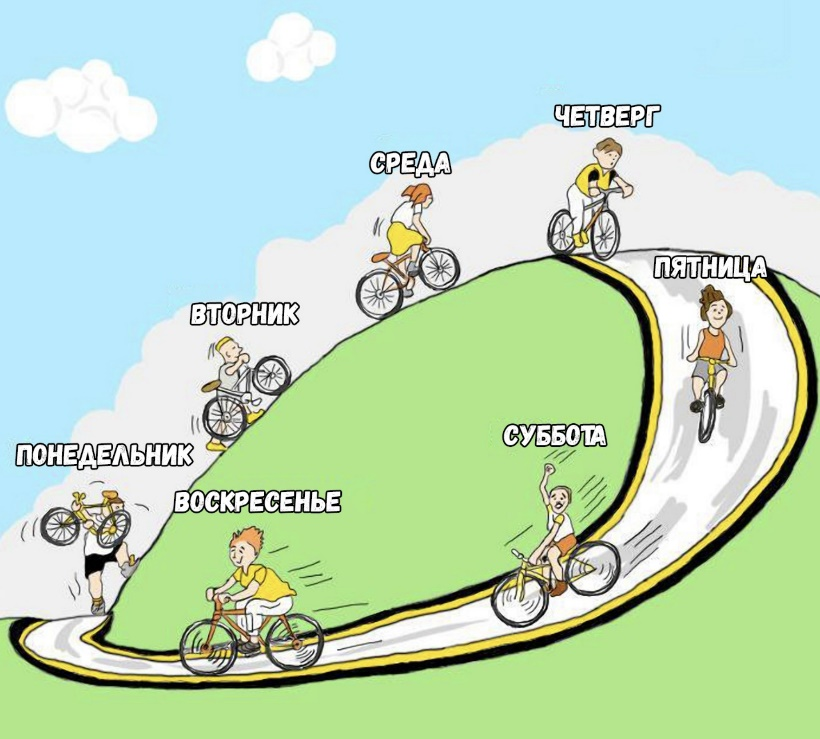 ЧЕТВЕРГ
СРЕДА
ПЯТНИЦА
ВТОРНИК
СУББОТА
ПОНЕДЕЛЬНИК
ВОСКРЕСЕНЬЕ